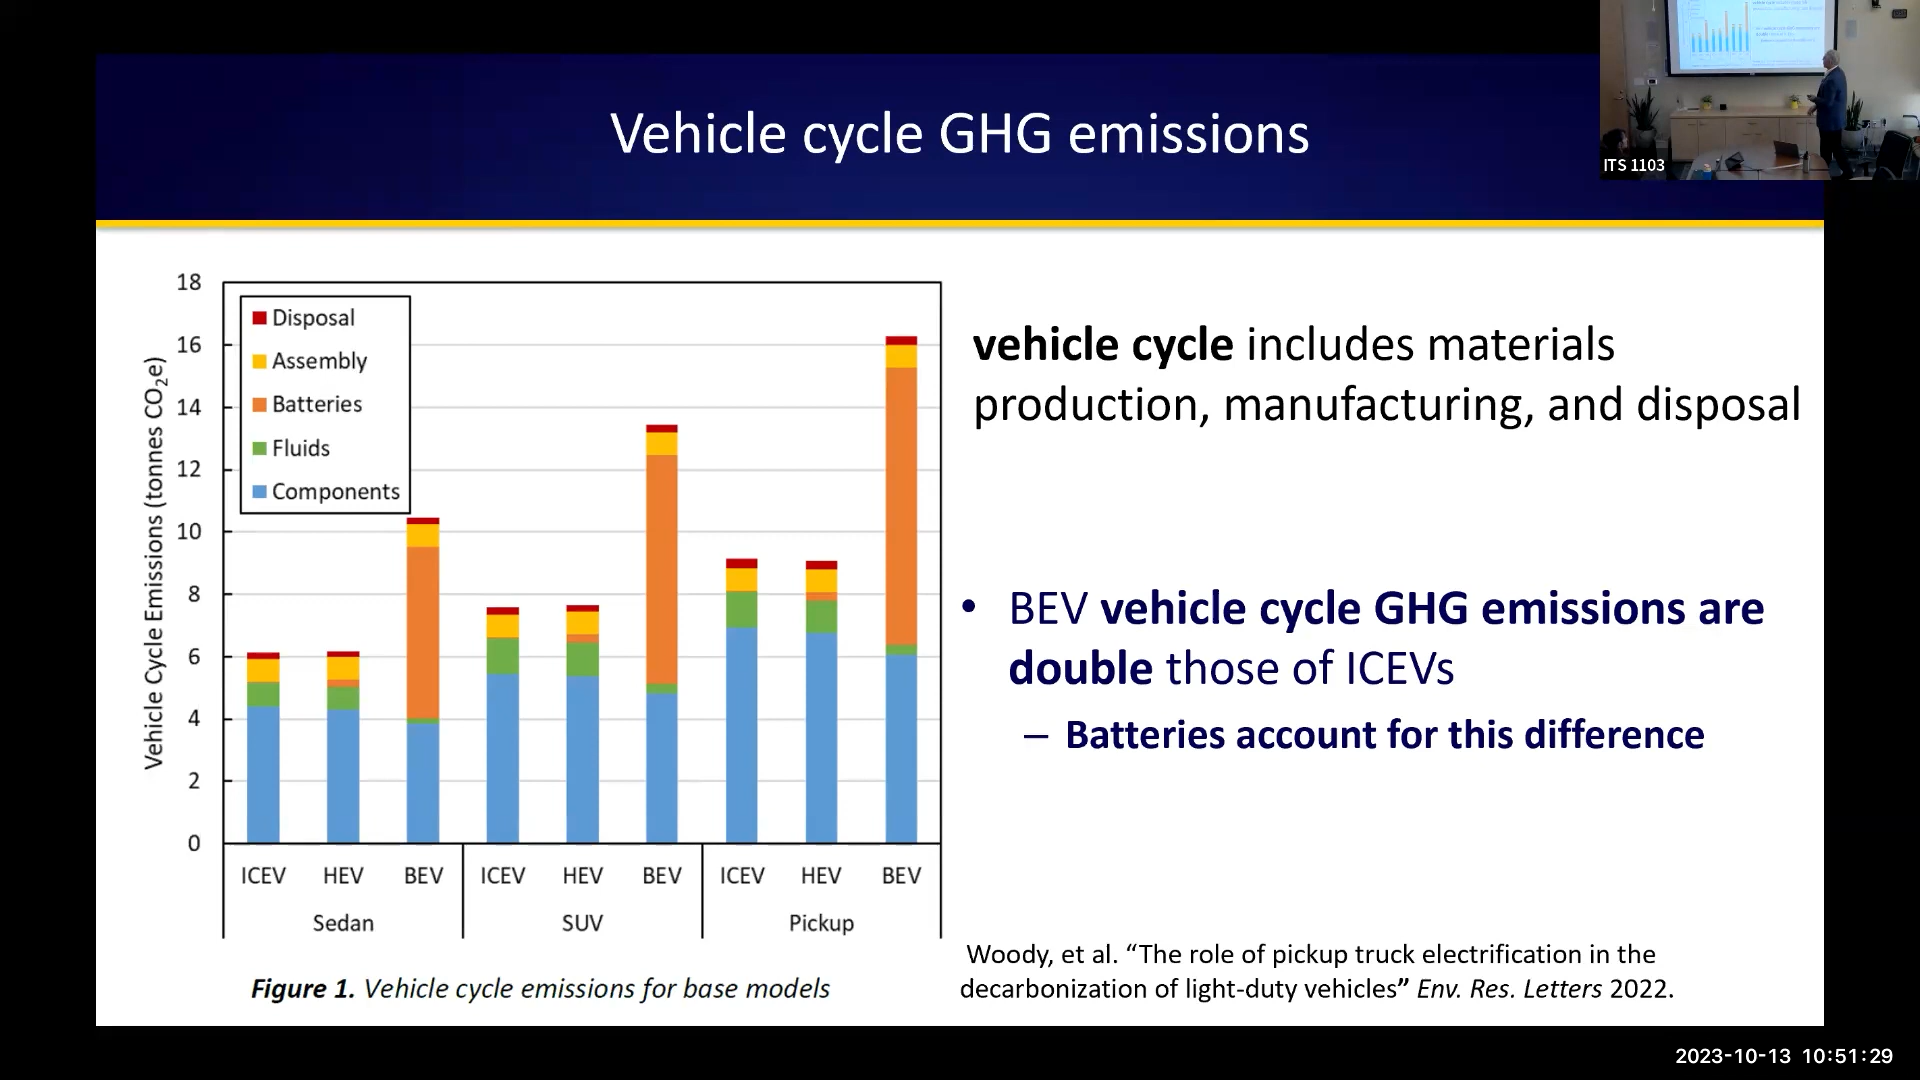 Vehicle cycle GHG emissions
ITS 1103
18
16
14
12
10
8
6
4
2
0
Vehicle Cycle Emissions (tonnes CO₂e)
Disposal
Assembly
Batteries
Fluids
Components
ICEV HEV BEV ICEV HEV BEV ICEV HEV BEV
Sedan SUV Pickup
Figure 1. Vehicle cycle emissions for base models
vehicle cycle includes materials
production, manufacturing, and disposal
• BEV vehicle cycle GHG emissions are
double those of ICEVs
– Batteries account for this difference
Woody, et al. “The role of pickup truck electrification in the
decarbonization of light-duty vehicles” Env. Res. Letters 2022.
2023-10-13 10:51:29